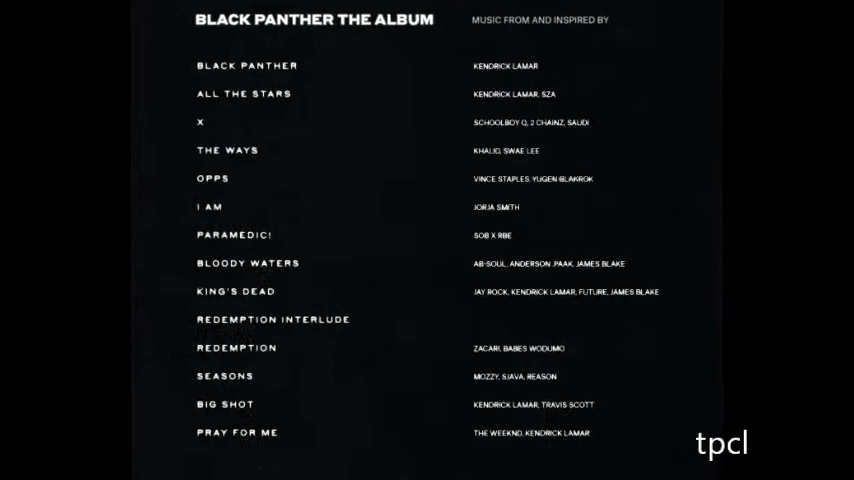 BLACK PANTHER THE ALBUM MUSIC FROM AND INSPIRED BY
BLACK PANTHER KENDRICK LAMAR
ALL THE STARS KENDRICK LAMAR, SZA
X SCHOOLBOY Q, 2 CHAINZ, SAUDI
THE WAYS KHALID, SWAE LEE
OPPS VINCE STAPLES, YUGEN BLAKROK
I AM JORJA SMITH
PARAMEDIC! SOB X RBE
BLOODY WATERS AB-SOUL, ANDERSON .PAAK, JAMES BLAKE
KING'S DEAD JAY ROCK, KENDRICK LAMAR, FUTURE, JAMES BLAKE
REDEMPTION INTERLUDE
REDEMPTION ZACARI, BABES WODUMO
SEASONS MOZZY, SJAVA, REASON
BIG SHOT KENDRICK LAMAR, TRAVIS SCOTT
PRAY FOR ME THE WEEKND, KENDRICK LAMAR
tpcl